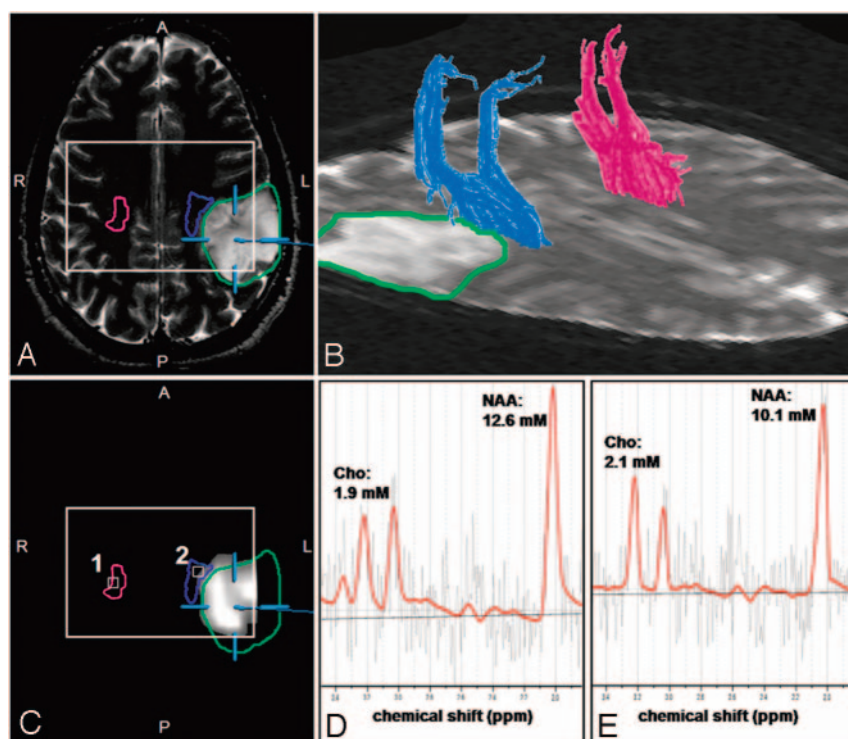 A
R
L
P
A
B
A
R
L
1
2
P
C
NAA:
12.6 mM
Cho:
1.9 mM
chemical shift (ppm)
D
NAA:
10.1 mM
Cho:
2.1 mM
chemical shift (ppm)
E